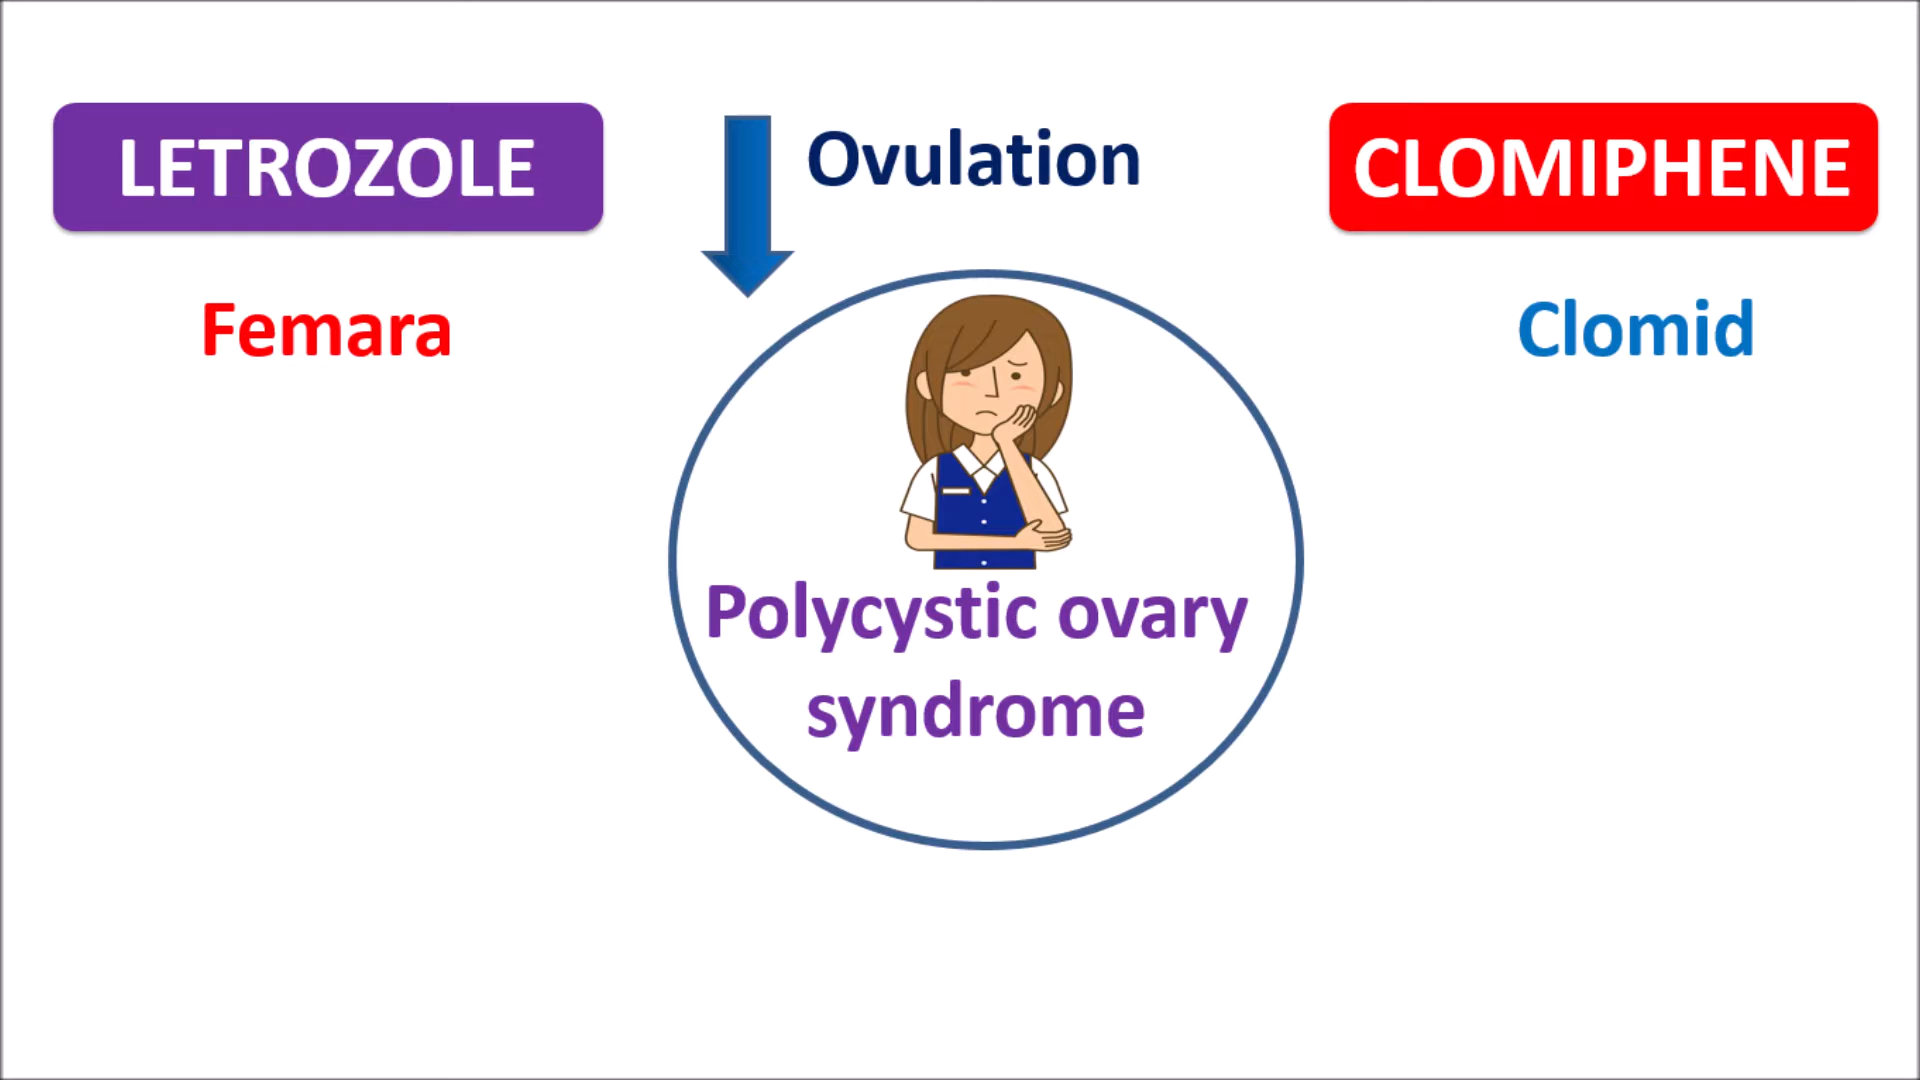 LETROZOLE
Ovulation
CLOMIPHENE
Femara
Clomid
Polycystic ovary
syndrome